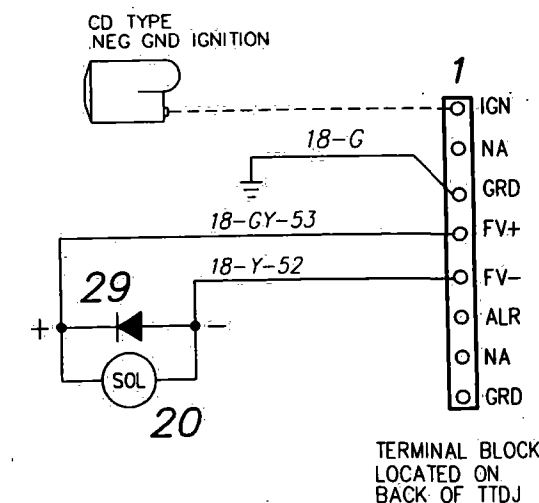 CD TYPE
NEG GND IGNITION
1
IGN
18-G
NA
GRD
18-GY-53
FV+
18-Y-52
FV-
29
ALR
+
-
SOL
NA
20
GRD
TERMINAL BLOCK
LOCATED ON
BACK OF TTDJ